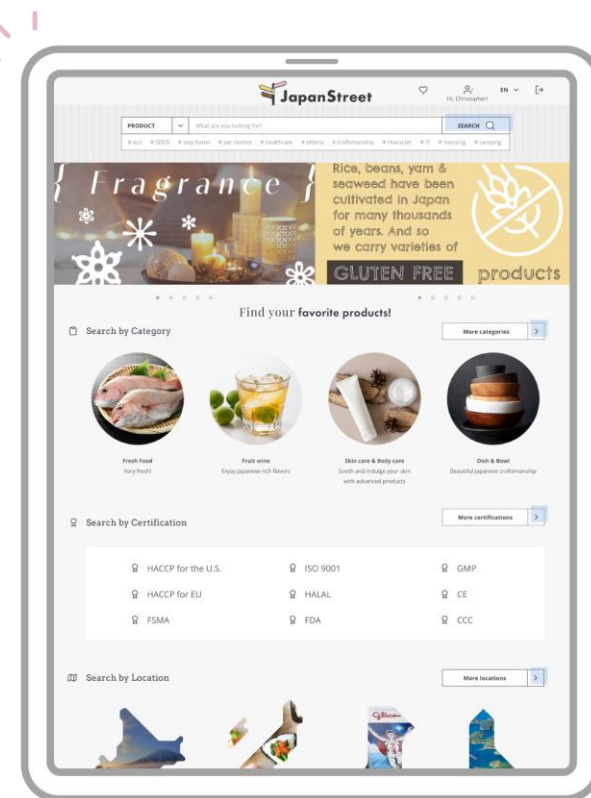 JapanStreet
Hi, Christopher!
EN
PRODUCT
What are you looking for?
SEARCH
# eco # SDGS # stay home # pet clothes # healthcare # elderly # craftsmanship # character # IT # learning # camping
{ Fragrance }
Rice, beans, yam &
seaweed have been
cultivated in Japan
for many thousands
of years. And so
we carry varieties of
GLUTEN FREE products
Find your favorite products!
Search by Category
More categories
Fresh Food
Very fresh!
Fruit wine
Enjoy Japanese rich flavors
Skin care & Body care
Sooth and indulge your skin
with advanced products
Dish & Bowl
Beautiful Japanese craftsmanship
Search by Certification
More certifications
HACCP for the U.S.
ISO 9001
GMP
HACCP for EU
HALAL
CE
FSMA
FDA
CCC
Search by Location
More locations
Glico